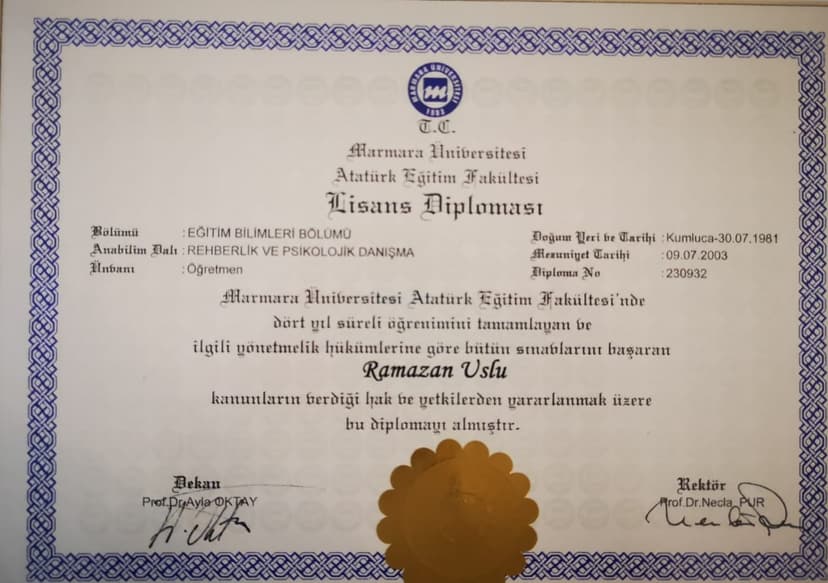 MARMARA ÜNİVERSİTESİ
m
1883
T.C.
Marmara Üniversitesi
Atatürk Eğitim Fakültesi
Lisans Diploması
Bölümü : EĞİTİM BİLİMLERİ BÖLÜMÜ
Anabilim Dalı : REHBERLİK VE PSİKOLOJİK DANIŞMA
Ünvanı : Öğretmen
Doğum Yeri ve Tarihi : Kumluca-30.07.1981
Mezuniyet Tarihi : 09.07.2003
Diploma No : 230932
Marmara Üniversitesi Atatürk Eğitim Fakültesi'nde
dört yıl süreli öğrenimini tamamlayan ve
ilgili yönetmelik hükümlerine göre bütün sınavlarını başaran
Ramazan Uslu
kanunların verdiği hak ve yetkilerden yararlanmak üzere
bu diplomayı almıştır.
Dekan
Prof.Dr.Ayla OKTAY
Rektör
Prof.Dr.Necla PUR